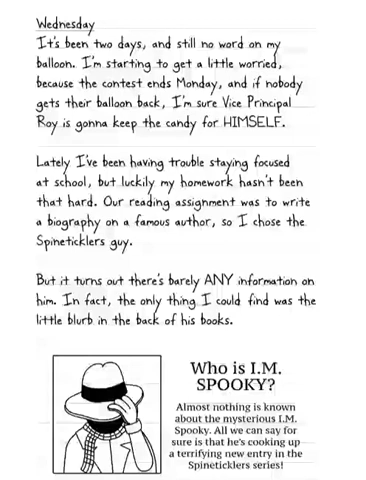 Wednesday
It's been two days, and still no word on my
balloon. I'm starting to get a little worried,
because the contest ends Monday, and if nobody
gets their balloon back, I'm sure Vice Principal
Roy is gonna keep the candy for HIMSELF.
Lately I've been having trouble staying focused
at school, but luckily my homework hasn't been
that hard. Our reading assignment was to write
a biography on a famous author, so I chose the
Spineticklers guy.
But it turns out there's barely ANY information on
him. In fact, the only thing I could find was the
little blurb in the back of his books.
Who is I.M.
SPOOKY?
Almost nothing is known
about the mysterious I.M.
Spooky. All we can say for
sure is that he's cooking up
a terrifying new entry in the
Spineticklers series!